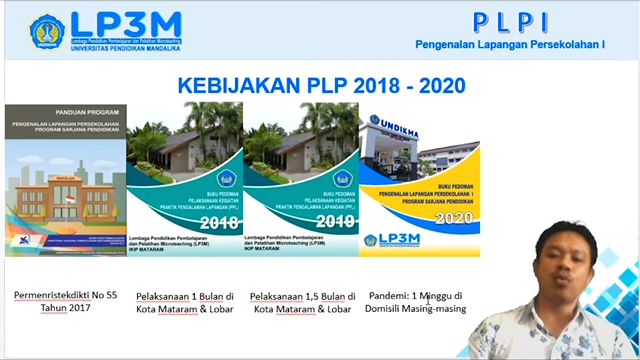 LP3M
Lembaga Pendidikan Pembelajaran dan Pelatihan Microteaching
UNIVERSITAS PENDIDIKAN MANDALIKA
PLPI
Pengenalan Lapangan Persekolahan I
KEBIJAKAN PLP 2018 - 2020
PANDUAN PROGRAM
PENGENALAN LAPANGAN PERSEKOLAHAN
PROGRAM SARJANA PENDIDIKAN
SEKOLAH
BUKU PEDOMAN
PELAKSANAAN KEGIATAN
PRAKTIK PENGALAMAN LAPANGAN (PPL)
2018
Lembaga Pendidikan Pembelajaran
dan Pelatihan Microteaching (LP3M)
IKIP MATARAM
BUKU PEDOMAN
PELAKSANAAN KEGIATAN
PRAKTIK PENGALAMAN LAPANGAN (PPL)
2019
Lembaga Pendidikan Pembelajaran
dan Pelatihan Microteaching (LP3M)
IKIP MATARAM
UNDIKMA
BUKU PEDOMAN
PENGENALAN LAPANGAN PERSEKOLAHAN I
PROGRAM SARJANA PENDIDIKAN
2020
LP3M
Permenristekdikti No 55
Tahun 2017
Pelaksanaan 1 Bulan di
Kota Mataram & Lobar
Pelaksanaan 1,5 Bulan di
Kota Mataram & Lobar
Pandemi: 1 Minggu di
Domisili Masing-masing